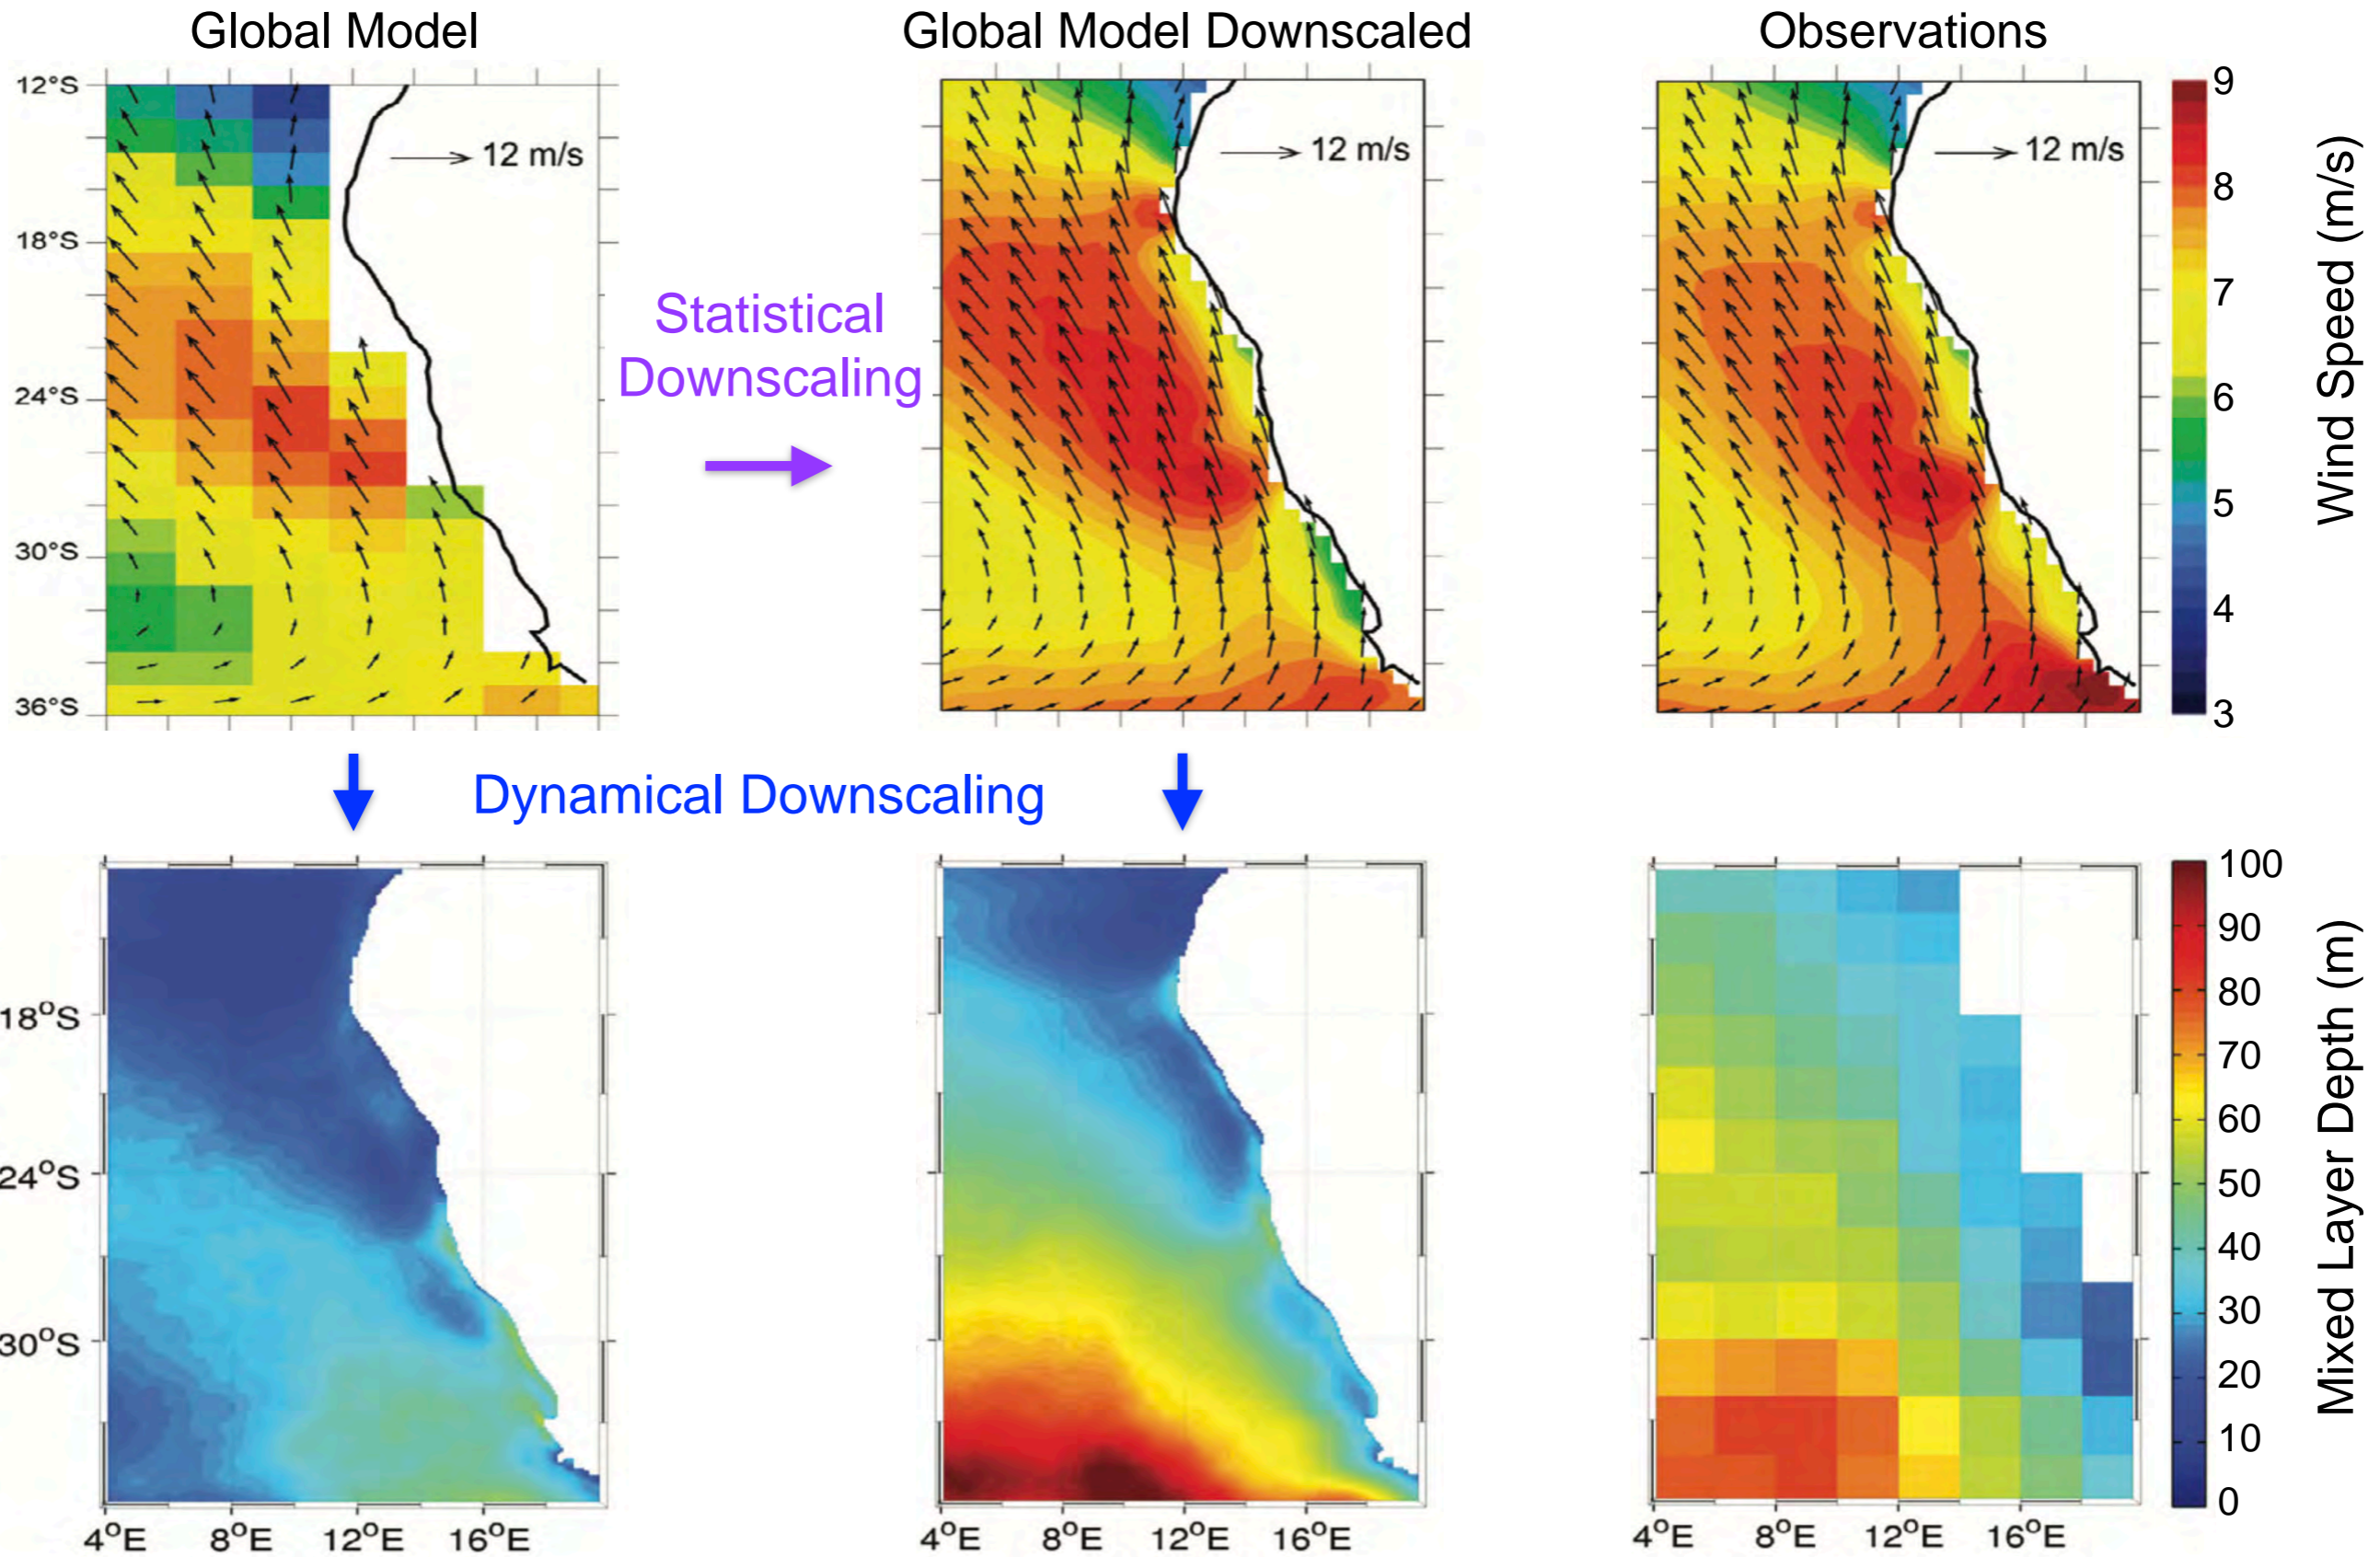 Global Model
Global Model Downscaled
Observations
12°S
18°S
24°S
30°S
36°S
12 m/s
12 m/s
12 m/s
9
8
7
6
5
4
3
Wind Speed (m/s)
Statistical
Downscaling
Dynamical Downscaling
18°S
24°S
30°S
4°E
8°E
12°E
16°E
4°E
8°E
12°E
16°E
4°E
8°E
12°E
16°E
100
90
80
70
60
50
40
30
20
10
0
Mixed Layer Depth (m)